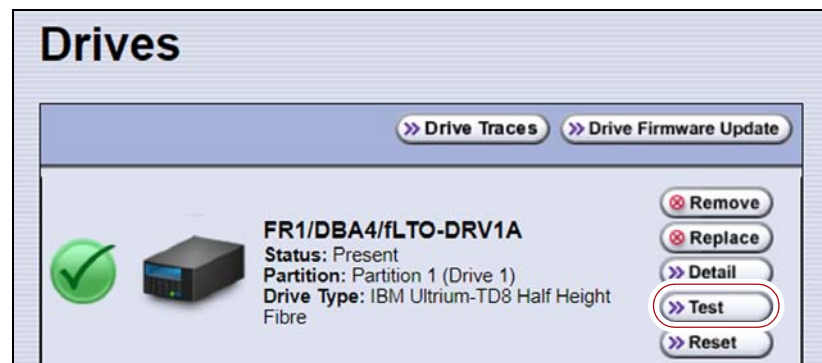 Drives
Drive Traces
Drive Firmware Update
FR1/DBA4/fLTO-DRV1A
Status: Present
Partition: Partition 1 (Drive 1)
Drive Type: IBM Ultrium-TD8 Half Height
Fibre
Remove
Replace
Detail
Test
Reset